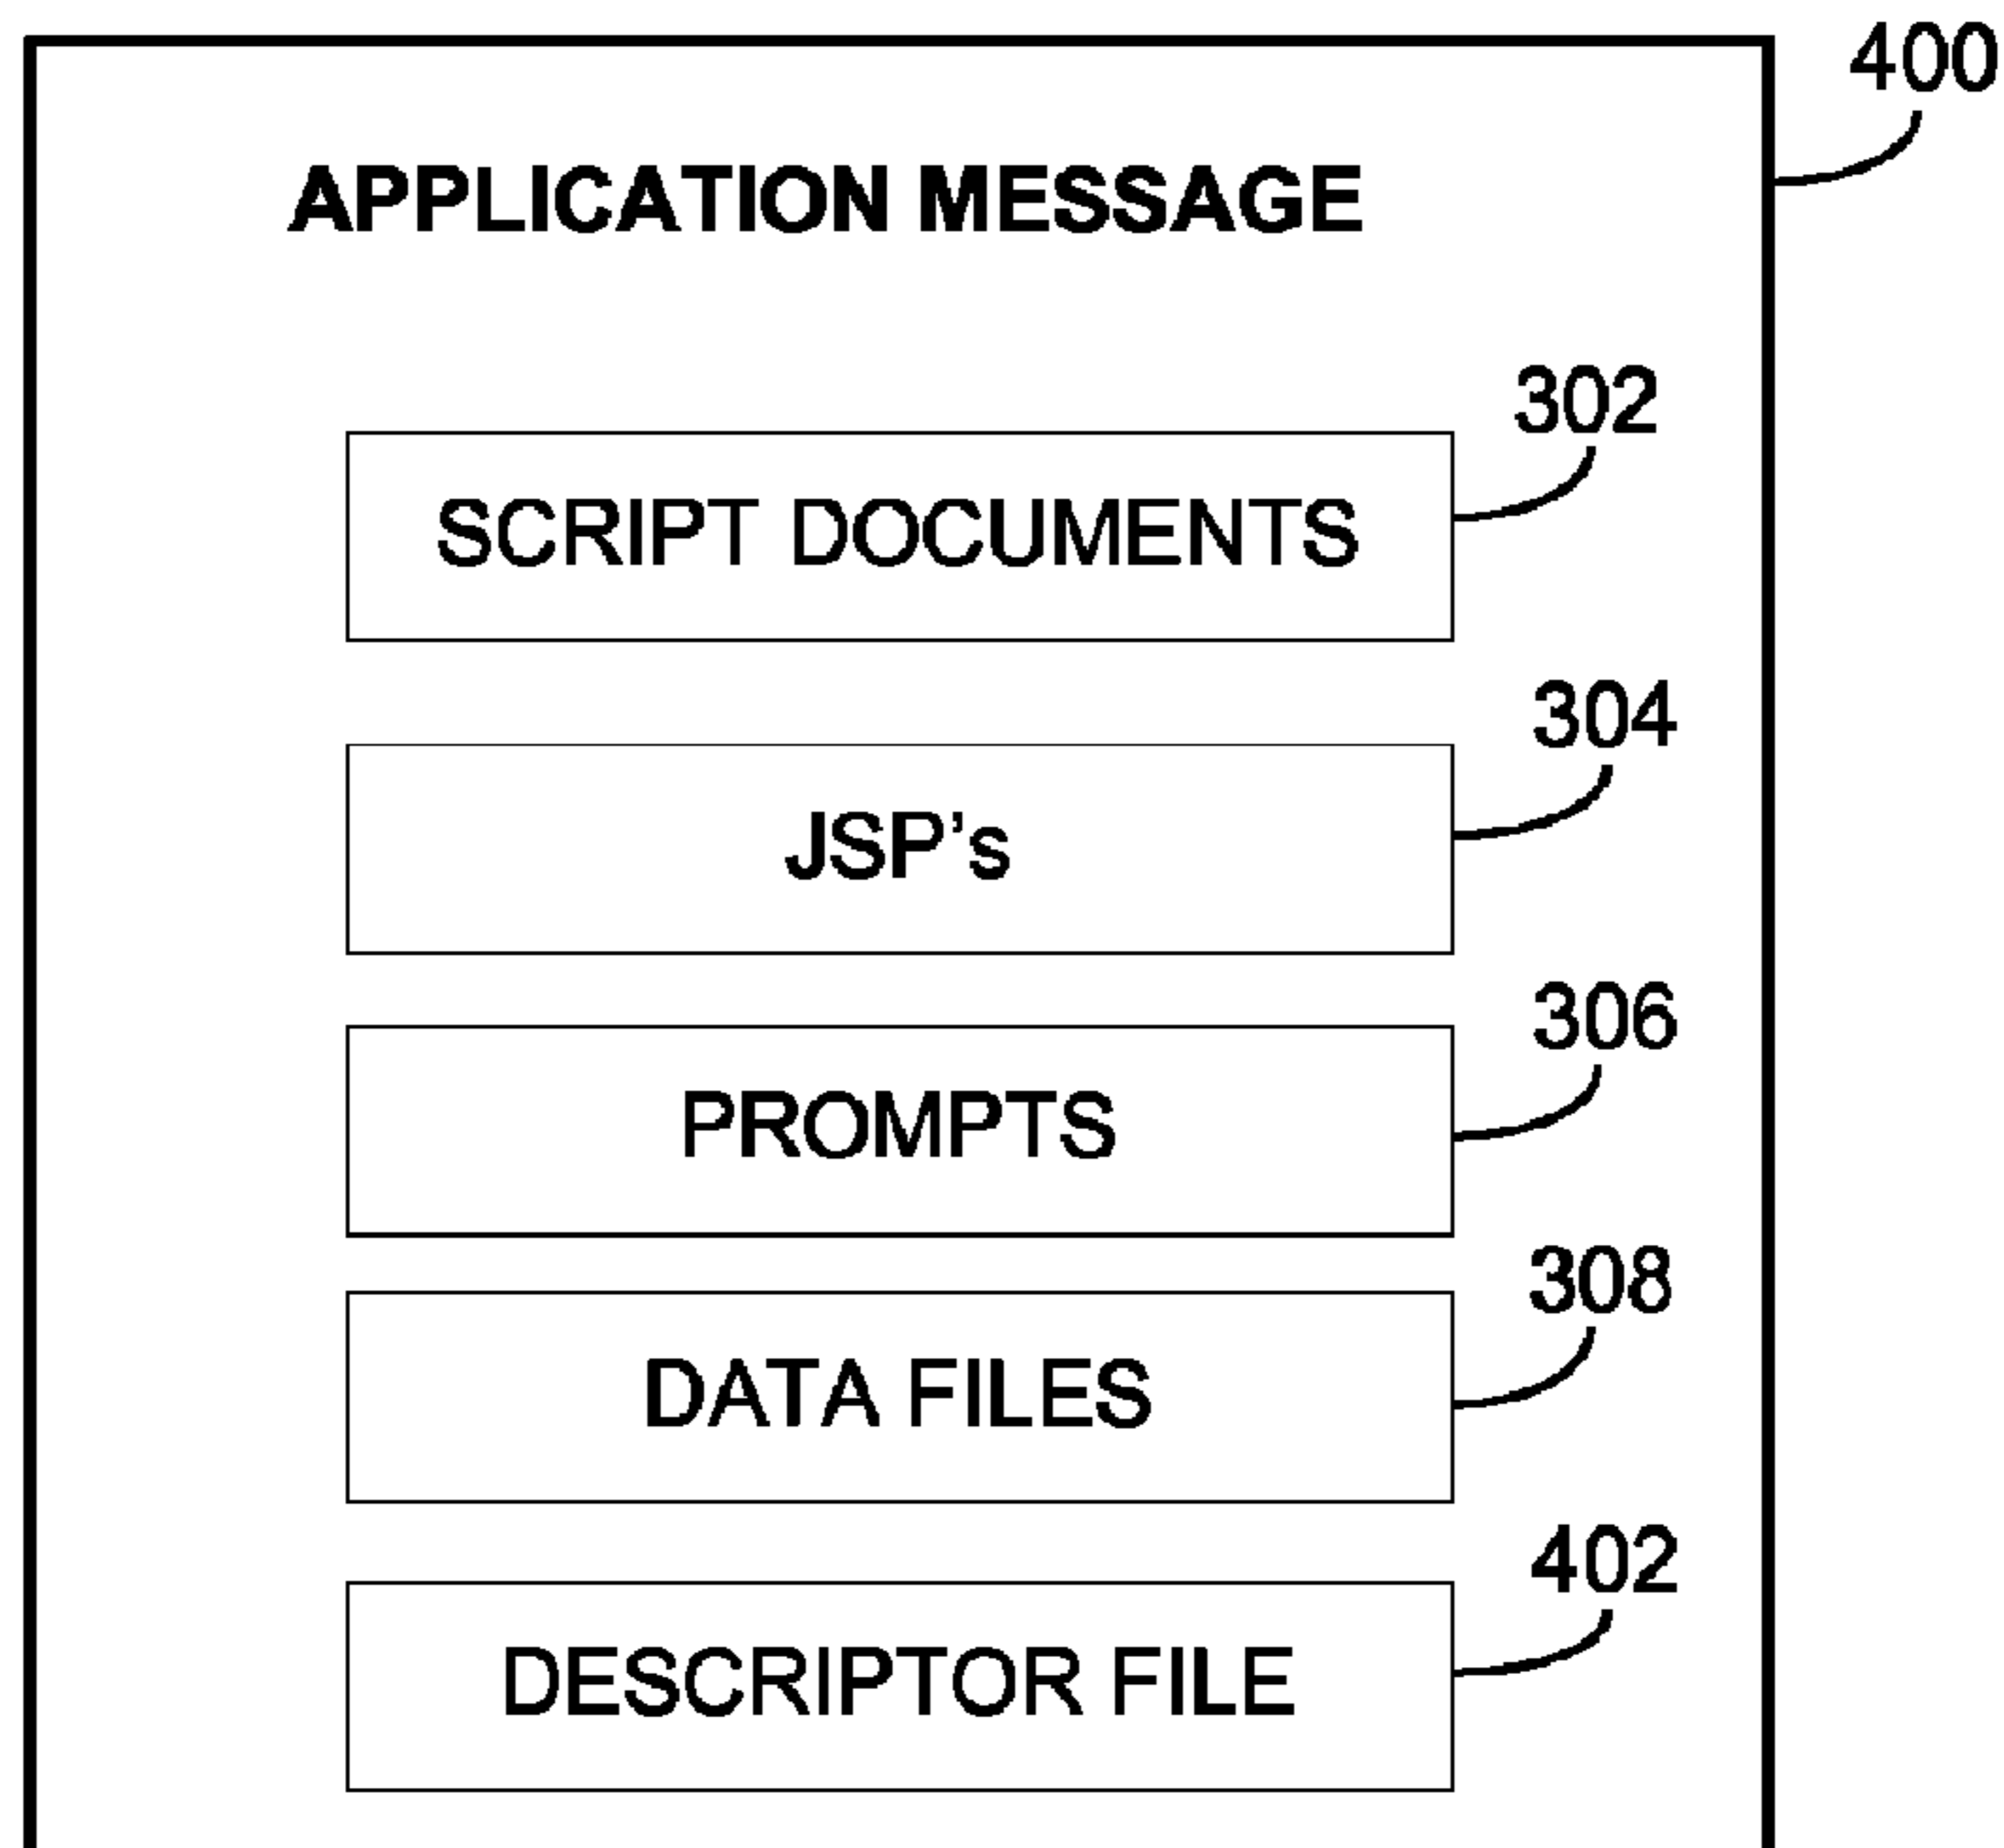 400
APPLICATION MESSAGE
302
SCRIPT DOCUMENTS
304
JSP's
306
PROMPTS
308
DATA FILES
402
DESCRIPTOR FILE